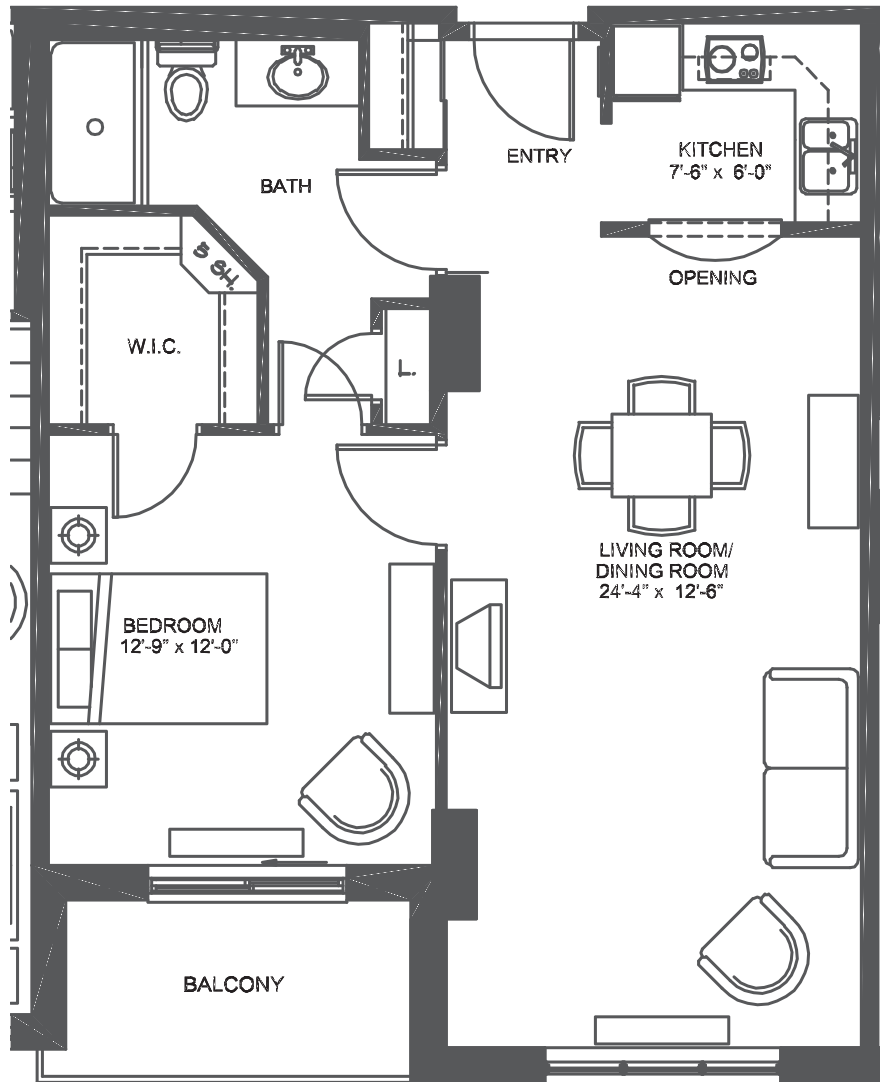 ENTRY
KITCHEN
7'-6" x 6'-0"
BATH
3 SH.
OPENING
W.I.C.
L.
LIVING ROOM/
DINING ROOM
24'-4" x 12'-6"
BEDROOM
12'-9" x 12'-0"
BALCONY